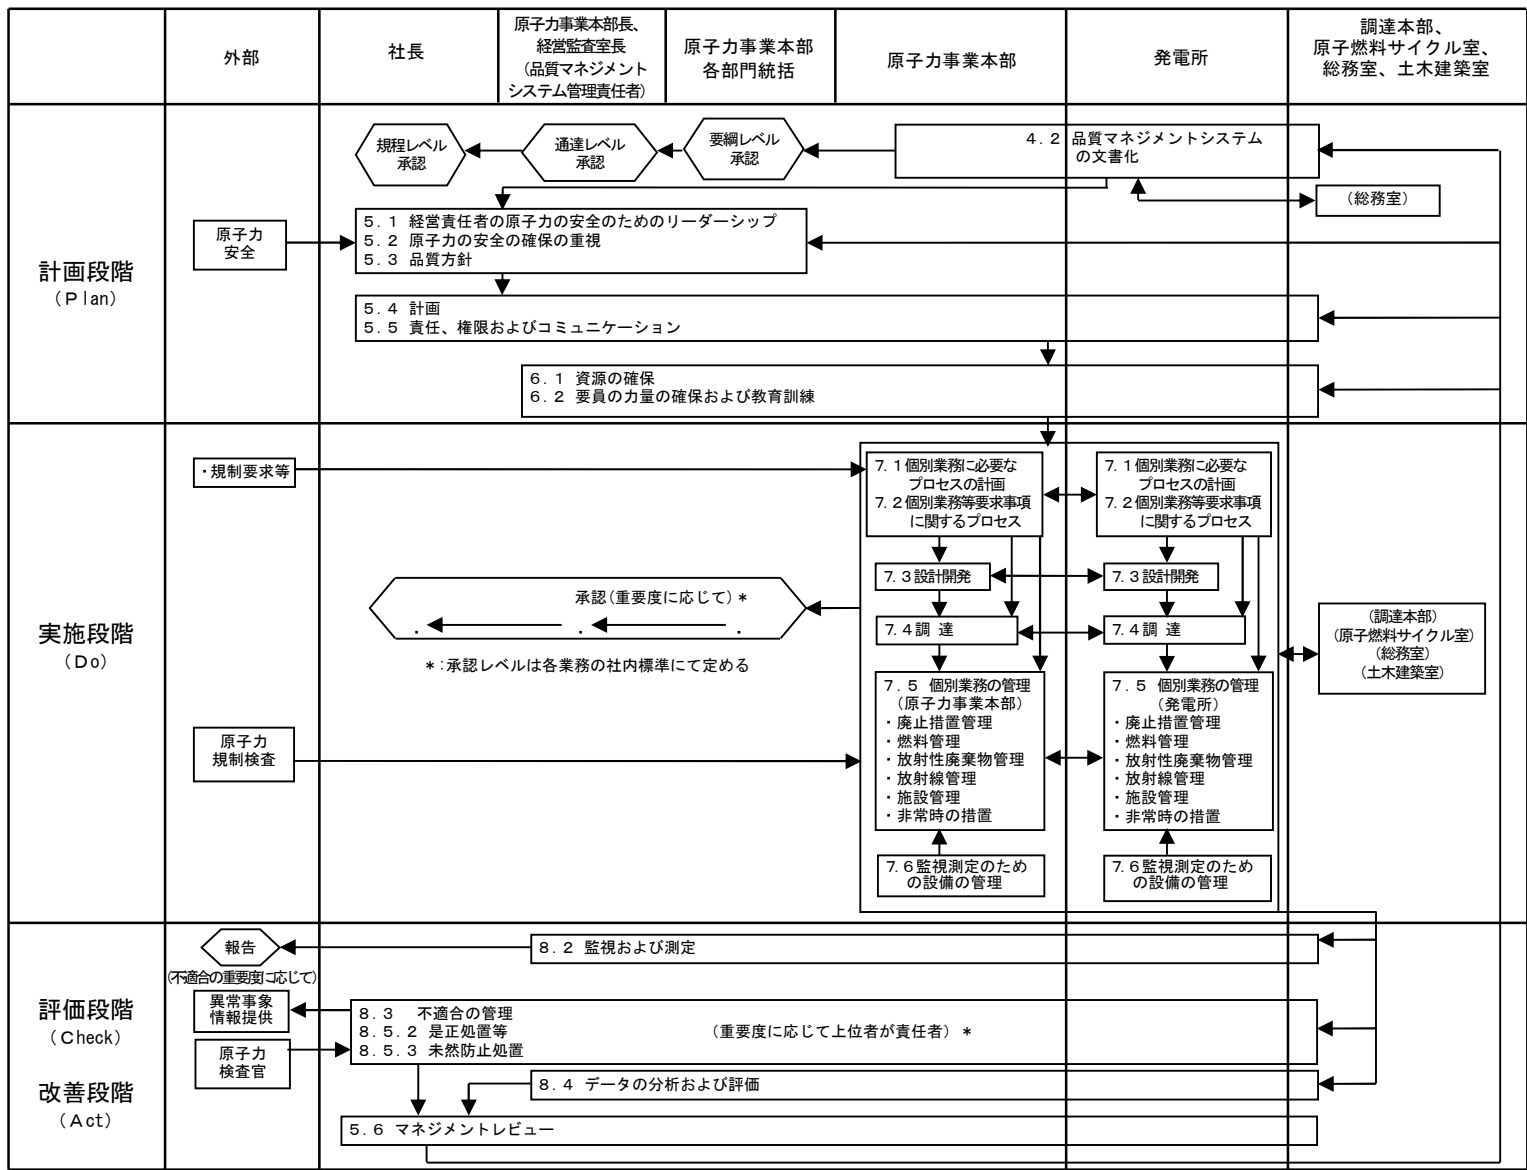 外部
社長
原子力事業本部長、
経営監査室長
（品質マネジメント
システム管理責任者）
原子力事業本部
各部門統括
原子力事業本部
発電所
調達本部、
原子燃料サイクル室、
総務室、土木建築室
計画段階
（Ｐlan）
規程レベル
承認
通達レベル
承認
要綱レベル
承認
４.２ 品質マネジメントシステム
の文書化
（総務室）
原子力
安全
５.１ 経営責任者の原子力の安全のためのリーダーシップ
５.２ 原子力の安全の確保の重視
５.３ 品質方針
５.４ 計画
５.５ 責任、権限およびコミュニケーション
６.１ 資源の確保
６.２ 要員の力量の確保および教育訓練
実施段階
（Ｄo）
・規制要求等
７.１個別業務に必要な
プロセスの計画
７.２個別業務等要求事項
に関するプロセス
７.１個別業務に必要な
プロセスの計画
７.２個別業務等要求事項
に関するプロセス
７.３設計開発
７.３設計開発
承認（重要度に応じて）＊
７.４調 達
７.４調 達
＊：承認レベルは各業務の社内標準にて定める
（調達本部）
（原子燃料サイクル室）
（総務室）
（土木建築室）
原子力
規制検査
７.５ 個別業務の管理
（原子力事業本部）
・廃止措置管理
・燃料管理
・放射性廃棄物管理
・放射線管理
・施設管理
・非常時の措置
７.５ 個別業務の管理
（発電所）
・廃止措置管理
・燃料管理
・放射性廃棄物管理
・放射線管理
・施設管理
・非常時の措置
７.６監視測定のため
の設備の管理
７.６監視測定のため
の設備の管理
評価段階
（Ｃheck）
改善段階
（Ａct）
報告
（不適合の重要度に応じて）
８.２ 監視および測定
異常事象
情報提供
原子力
検査官
８.３　不適合の管理
８.５.２ 是正処置等
（重要度に応じて上位者が責任者）＊
８.５.３ 未然防止処置
８.４ データの分析および評価
５.６ マネジメントレビュー